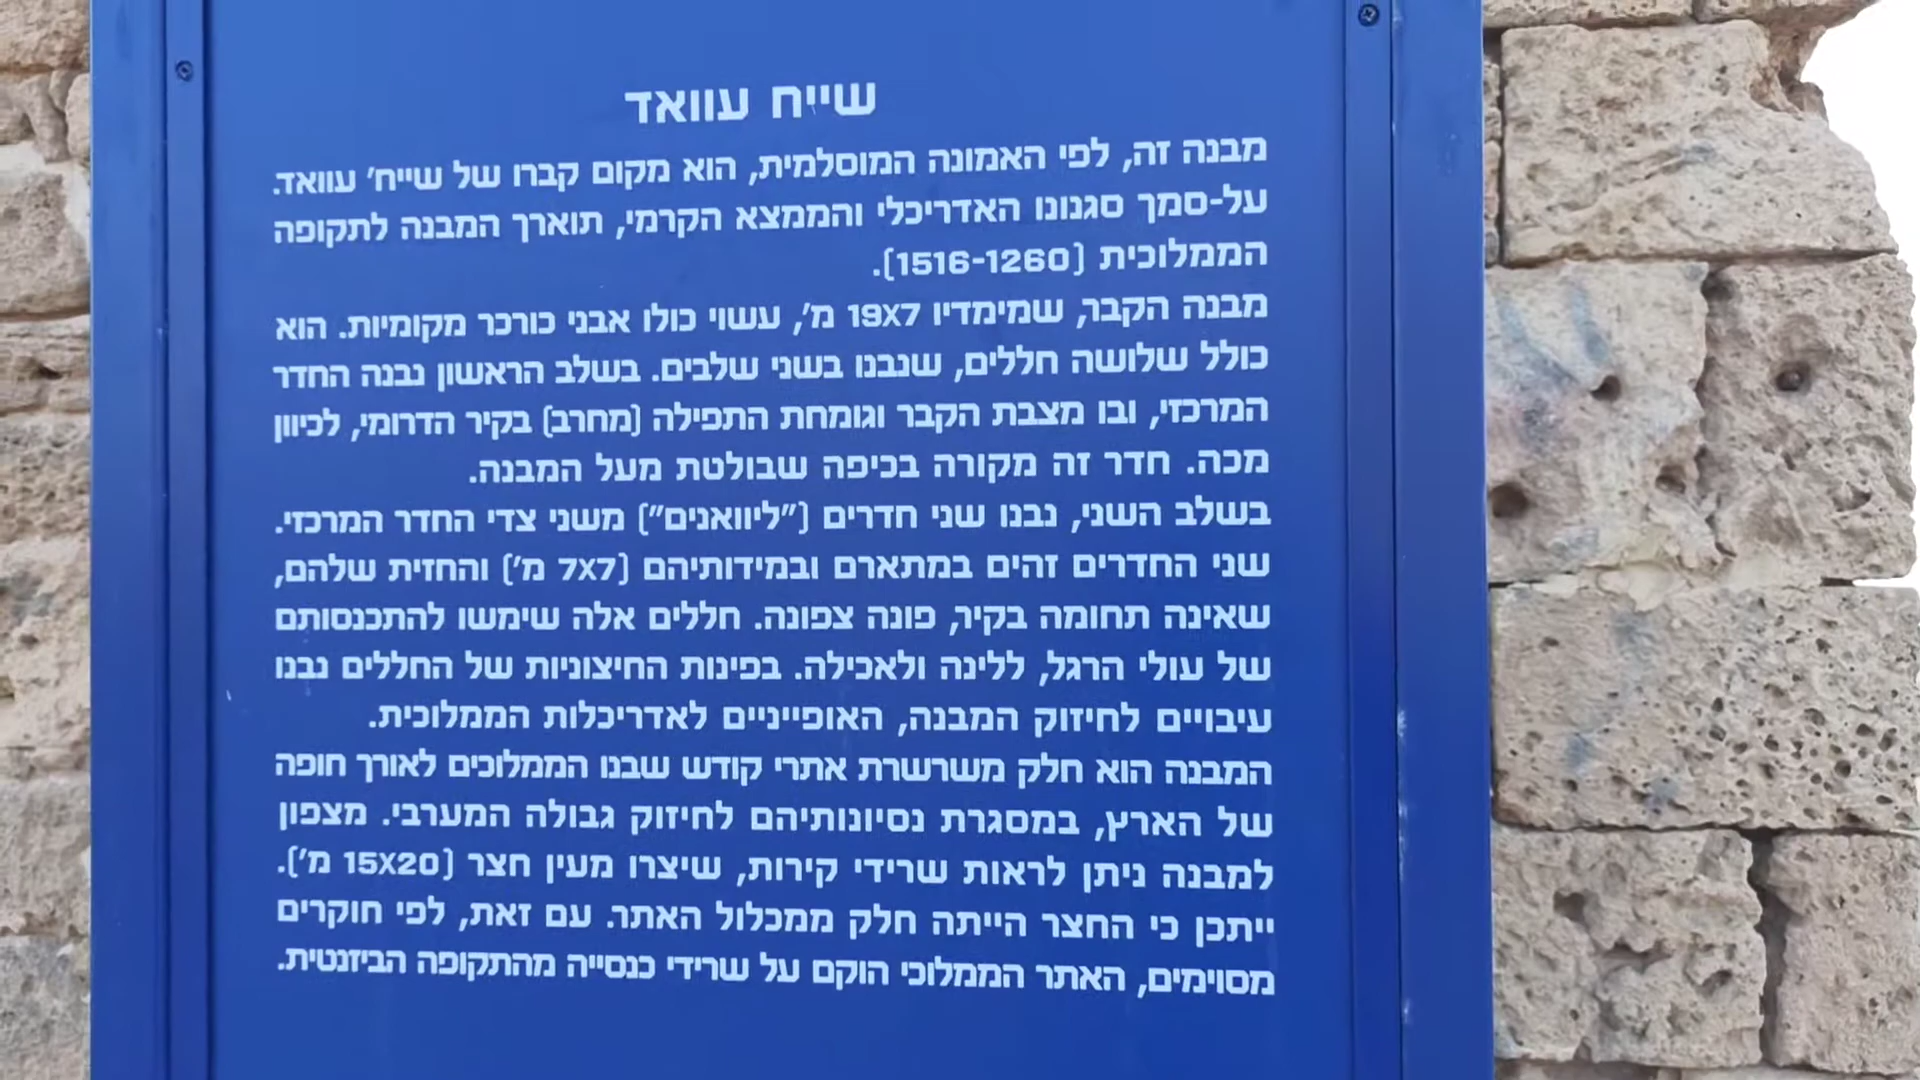 שייח עוואד
מבנה זה, לפי האמונה המוסלמית, הוא מקום קברו של שייח' עוואד.
על-סמך סגנונו האדריכלי והממצא הקרמי, תוארך המבנה לתקופה
הממלוכית (1516-1260).
מבנה הקבר, שמימדיו 19X7 מ', עשוי כולו אבני כורכר מקומיות. הוא
כולל שלושה חללים, שנבנו בשני שלבים. בשלב הראשון נבנה החדר
המרכזי, ובו מצבת הקבר וגומחת התפילה (מחרב) בקיר הדרומי, לכיוון
מכה. חדר זה מקורה בכיפה שבולטת מעל המבנה.
בשלב השני, נבנו שני חדרים ("ליוואנים") משני צדי החדר המרכזי.
שני החדרים זהים במתארם ובמידותיהם (7X7 מ') והחזית שלהם,
שאינה תחומה בקיר, פונה צפונה. חללים אלה שימשו להתכנסותם
של עולי הרגל, ללינה ולאכילה. בפינות החיצוניות של החללים נבנו
עיבויים לחיזוק המבנה, האופייניים לאדריכלות הממלוכית.
המבנה הוא חלק משרשרת אתרי קודש שבנו הממלוכים לאורך חופה
של הארץ, במסגרת נסיונותיהם לחיזוק גבולה המערבי. מצפון
למבנה ניתן לראות שרידי קירות, שיצרו מעין חצר (15X20 מ').
ייתכן כי החצר הייתה חלק ממכלול האתר. עם זאת, לפי חוקרים
מסוימים, האתר הממלוכי הוקם על שרידי כנסייה מהתקופה הביזנטית.